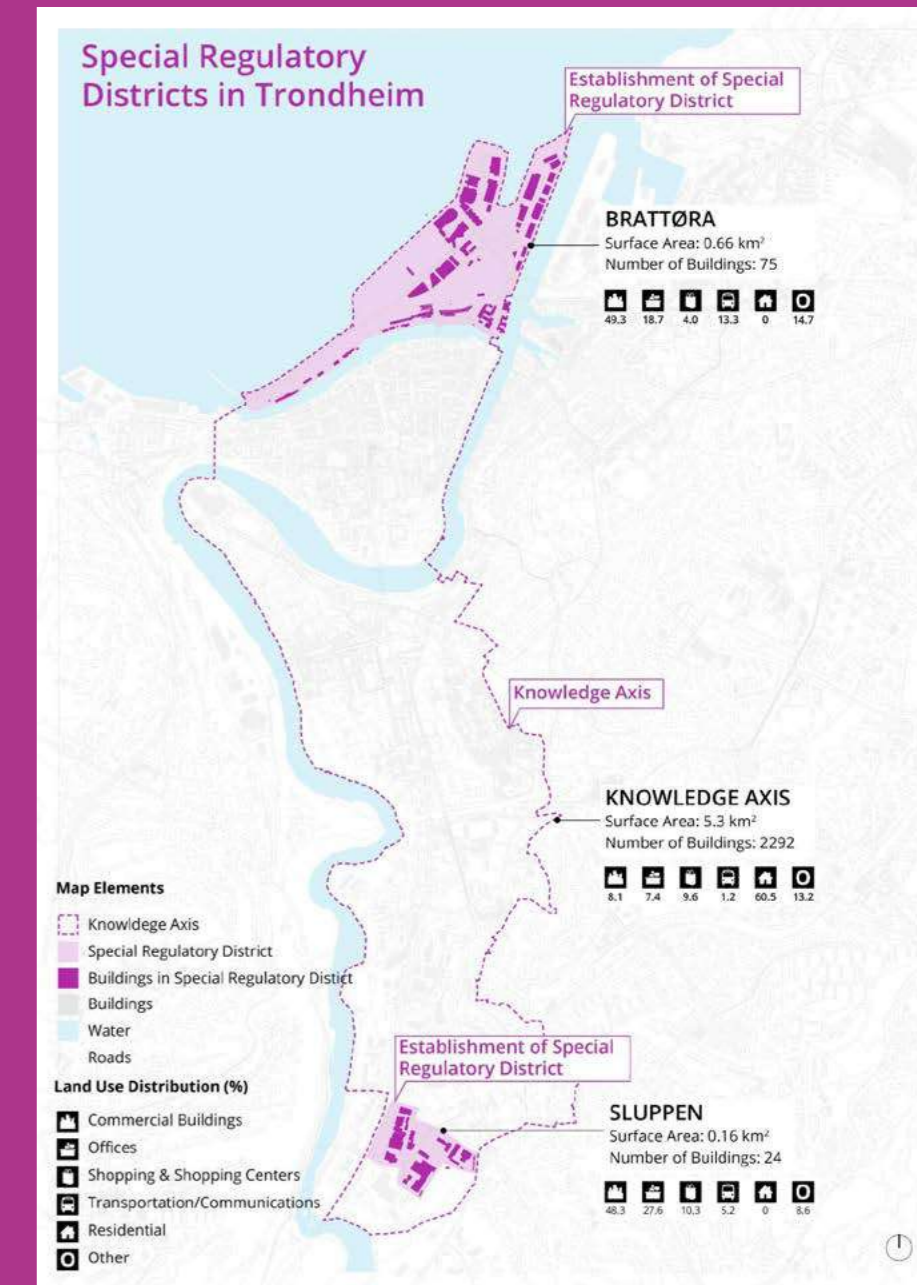 Special Regulatory
Districts in Trondheim
Establishment of Special
Regulatory District
BRATTØRA
Surface Area: 0.66 km²
Number of Buildings: 75
49.3 18.7 4.0 13.3 0 14.7
Knowledge Axis
KNOWLEDGE AXIS
Surface Area: 5.3 km²
Number of Buildings: 2292
8.1 7.4 9.6 1.2 60.5 13.2
Map Elements
Knowldege Axis
Special Regulatory District
Buildings in Special Regulatory Distict
Buildings
Water
Roads
Land Use Distribution (%)
Commercial Buildings
Offices
Shopping & Shopping Centers
Transportation/Communications
Residential
Other
Establishment of Special
Regulatory District
SLUPPEN
Surface Area: 0.16 km²
Number of Buildings: 24
48.3 27.6 10.3 5.2 0 8.6